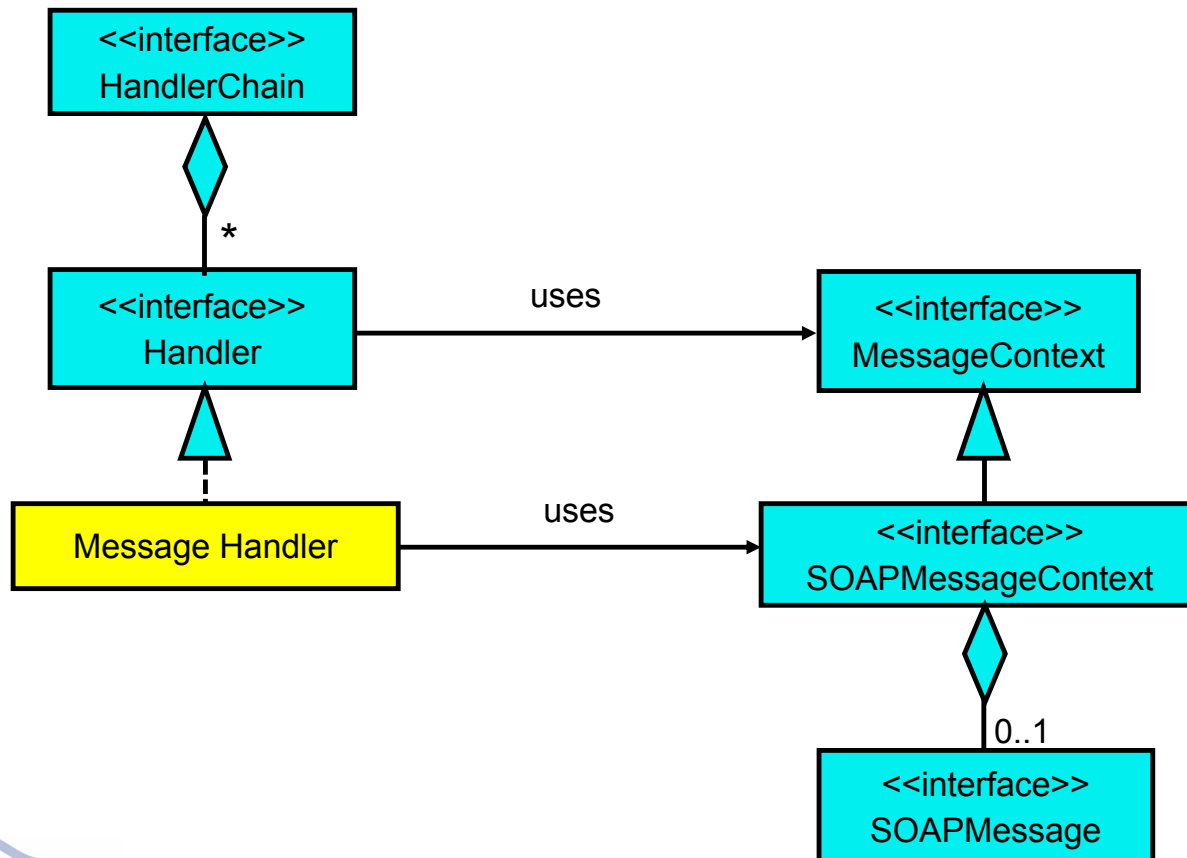 <<interface>>
HandlerChain
*
<<interface>>
Handler
uses
<<interface>>
MessageContext
Message Handler
uses
<<interface>>
SOAPMessageContext
0..1
<<interface>>
SOAPMessage